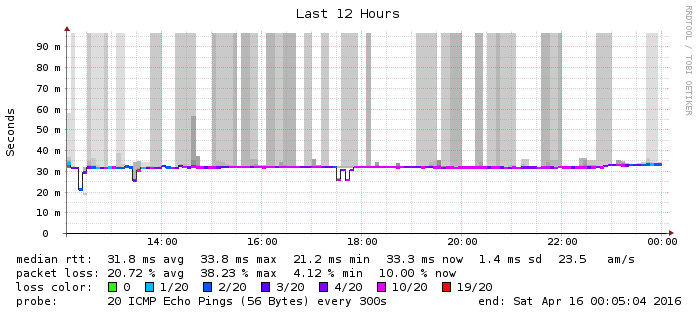 Last 12 Hours
RRDTOOL / TOBI OETIKER
Seconds
90 m
80 m
70 m
60 m
50 m
40 m
30 m
20 m
10 m
0
14:00 16:00 18:00 20:00 22:00 00:00
median rtt: 31.8 ms avg 33.8 ms max 21.2 ms min 33.3 ms now 1.4 ms sd 23.5 am/s
packet loss: 20.72 % avg 38.23 % max 4.12 % min 10.00 % now
loss color: 0 1/20 2/20 3/20 4/20 10/20 19/20
probe: 20 ICMP Echo Pings (56 Bytes) every 300s end: Sat Apr 16 00:05:04 2016